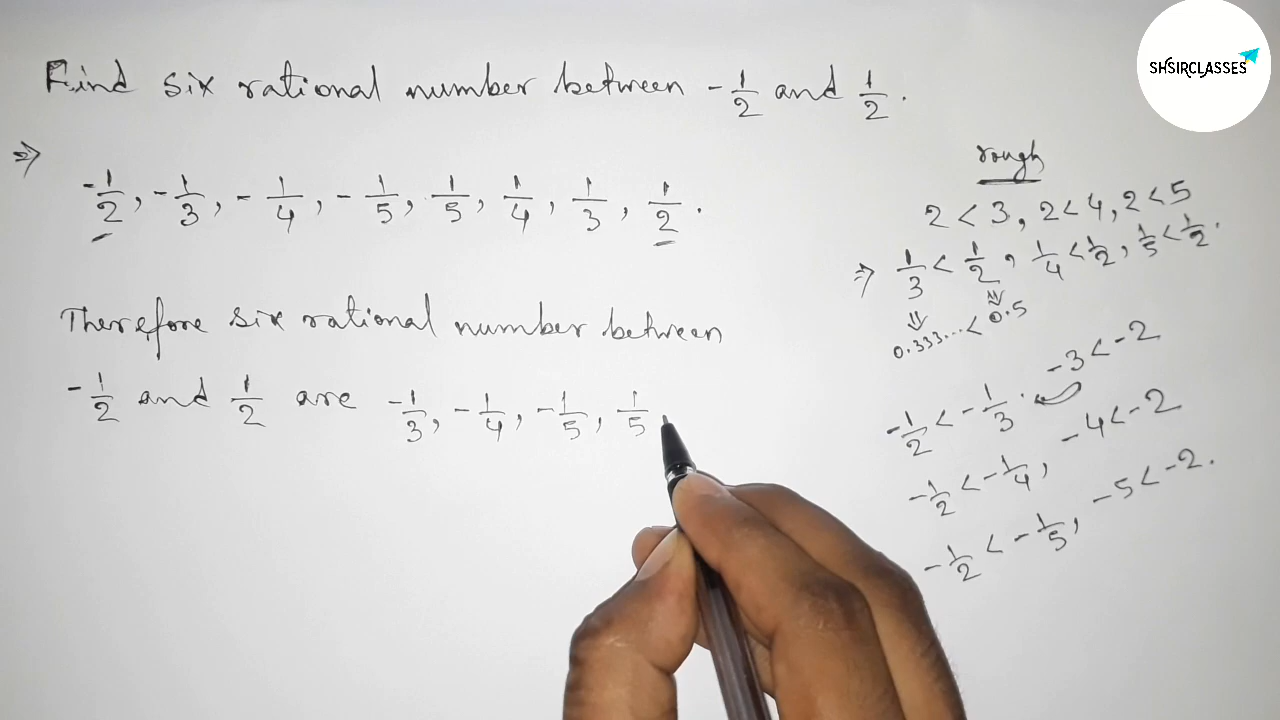 SHSIRCLASSES
Find six rational number between -1/2 and 1/2.
⇒
-1/2, -1/3, -1/4, -1/5, 1/5, 1/4, 1/3, 1/2.
Therefore six rational number between
-1/2 and 1/2 are -1/3, -1/4, -1/5, 1/5
rough
2 < 3, 2 < 4, 2 < 5
⇒ 1/3 < 1/2, 1/4 < 1/2, 1/5 < 1/2.
⇓ ⇓
0.333... < 0.5
-1/2 < -1/3. -3 < -2
-1/2 < -1/4, -4 < -2
-1/2 < -1/5, -5 < -2.